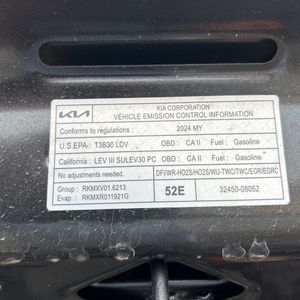 KIA
KIA CORPORATION
VEHICLE EMISSION CONTROL INFORMATION
Conforms to regulations: 2024 MY
U.S.EPA: T3B30 LDV OBD: CA II Fuel: Gasoline
California: LEV III SULEV30 PC OBD: CA II Fuel: Gasoline
No adjustments needed. DFI/WR-HO2S/HO2S/WU-TWC/TWC/EGR/EGRC
Group: RKMXV01.6213 52E 32450-08052
Evap.: RKMXR011921G